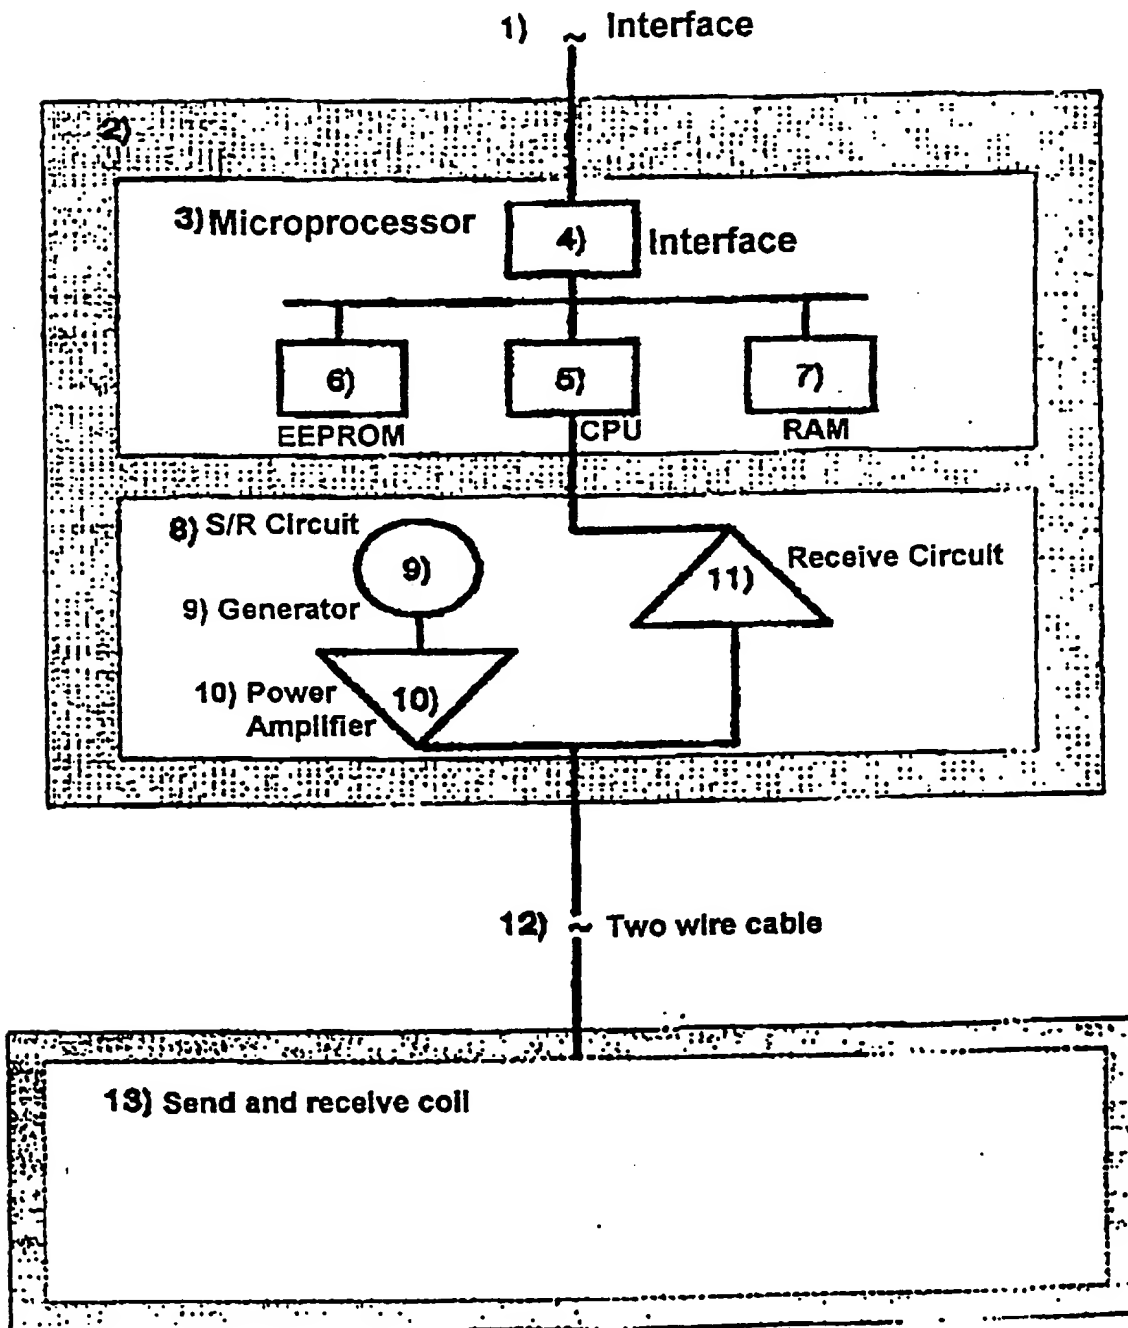 1) ~ Interface
2)
3) Microprocessor
4)
Interface
6)
5)
7)
EEPROM
CPU
RAM
8) S/R Circuit
9)
Receive Circuit
11)
9) Generator
10) Power
Amplifier
10)
12) ~ Two wire cable
13) Send and receive coil